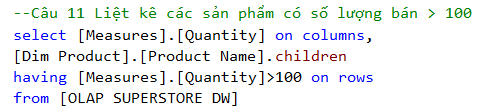 --Câu 11 Liệt kê các sản phẩm có số lượng bán > 100
select [Measures].[Quantity] on columns,
[Dim Product].[Product Name].children
having [Measures].[Quantity]>100 on rows
from [OLAP SUPERSTORE DW]